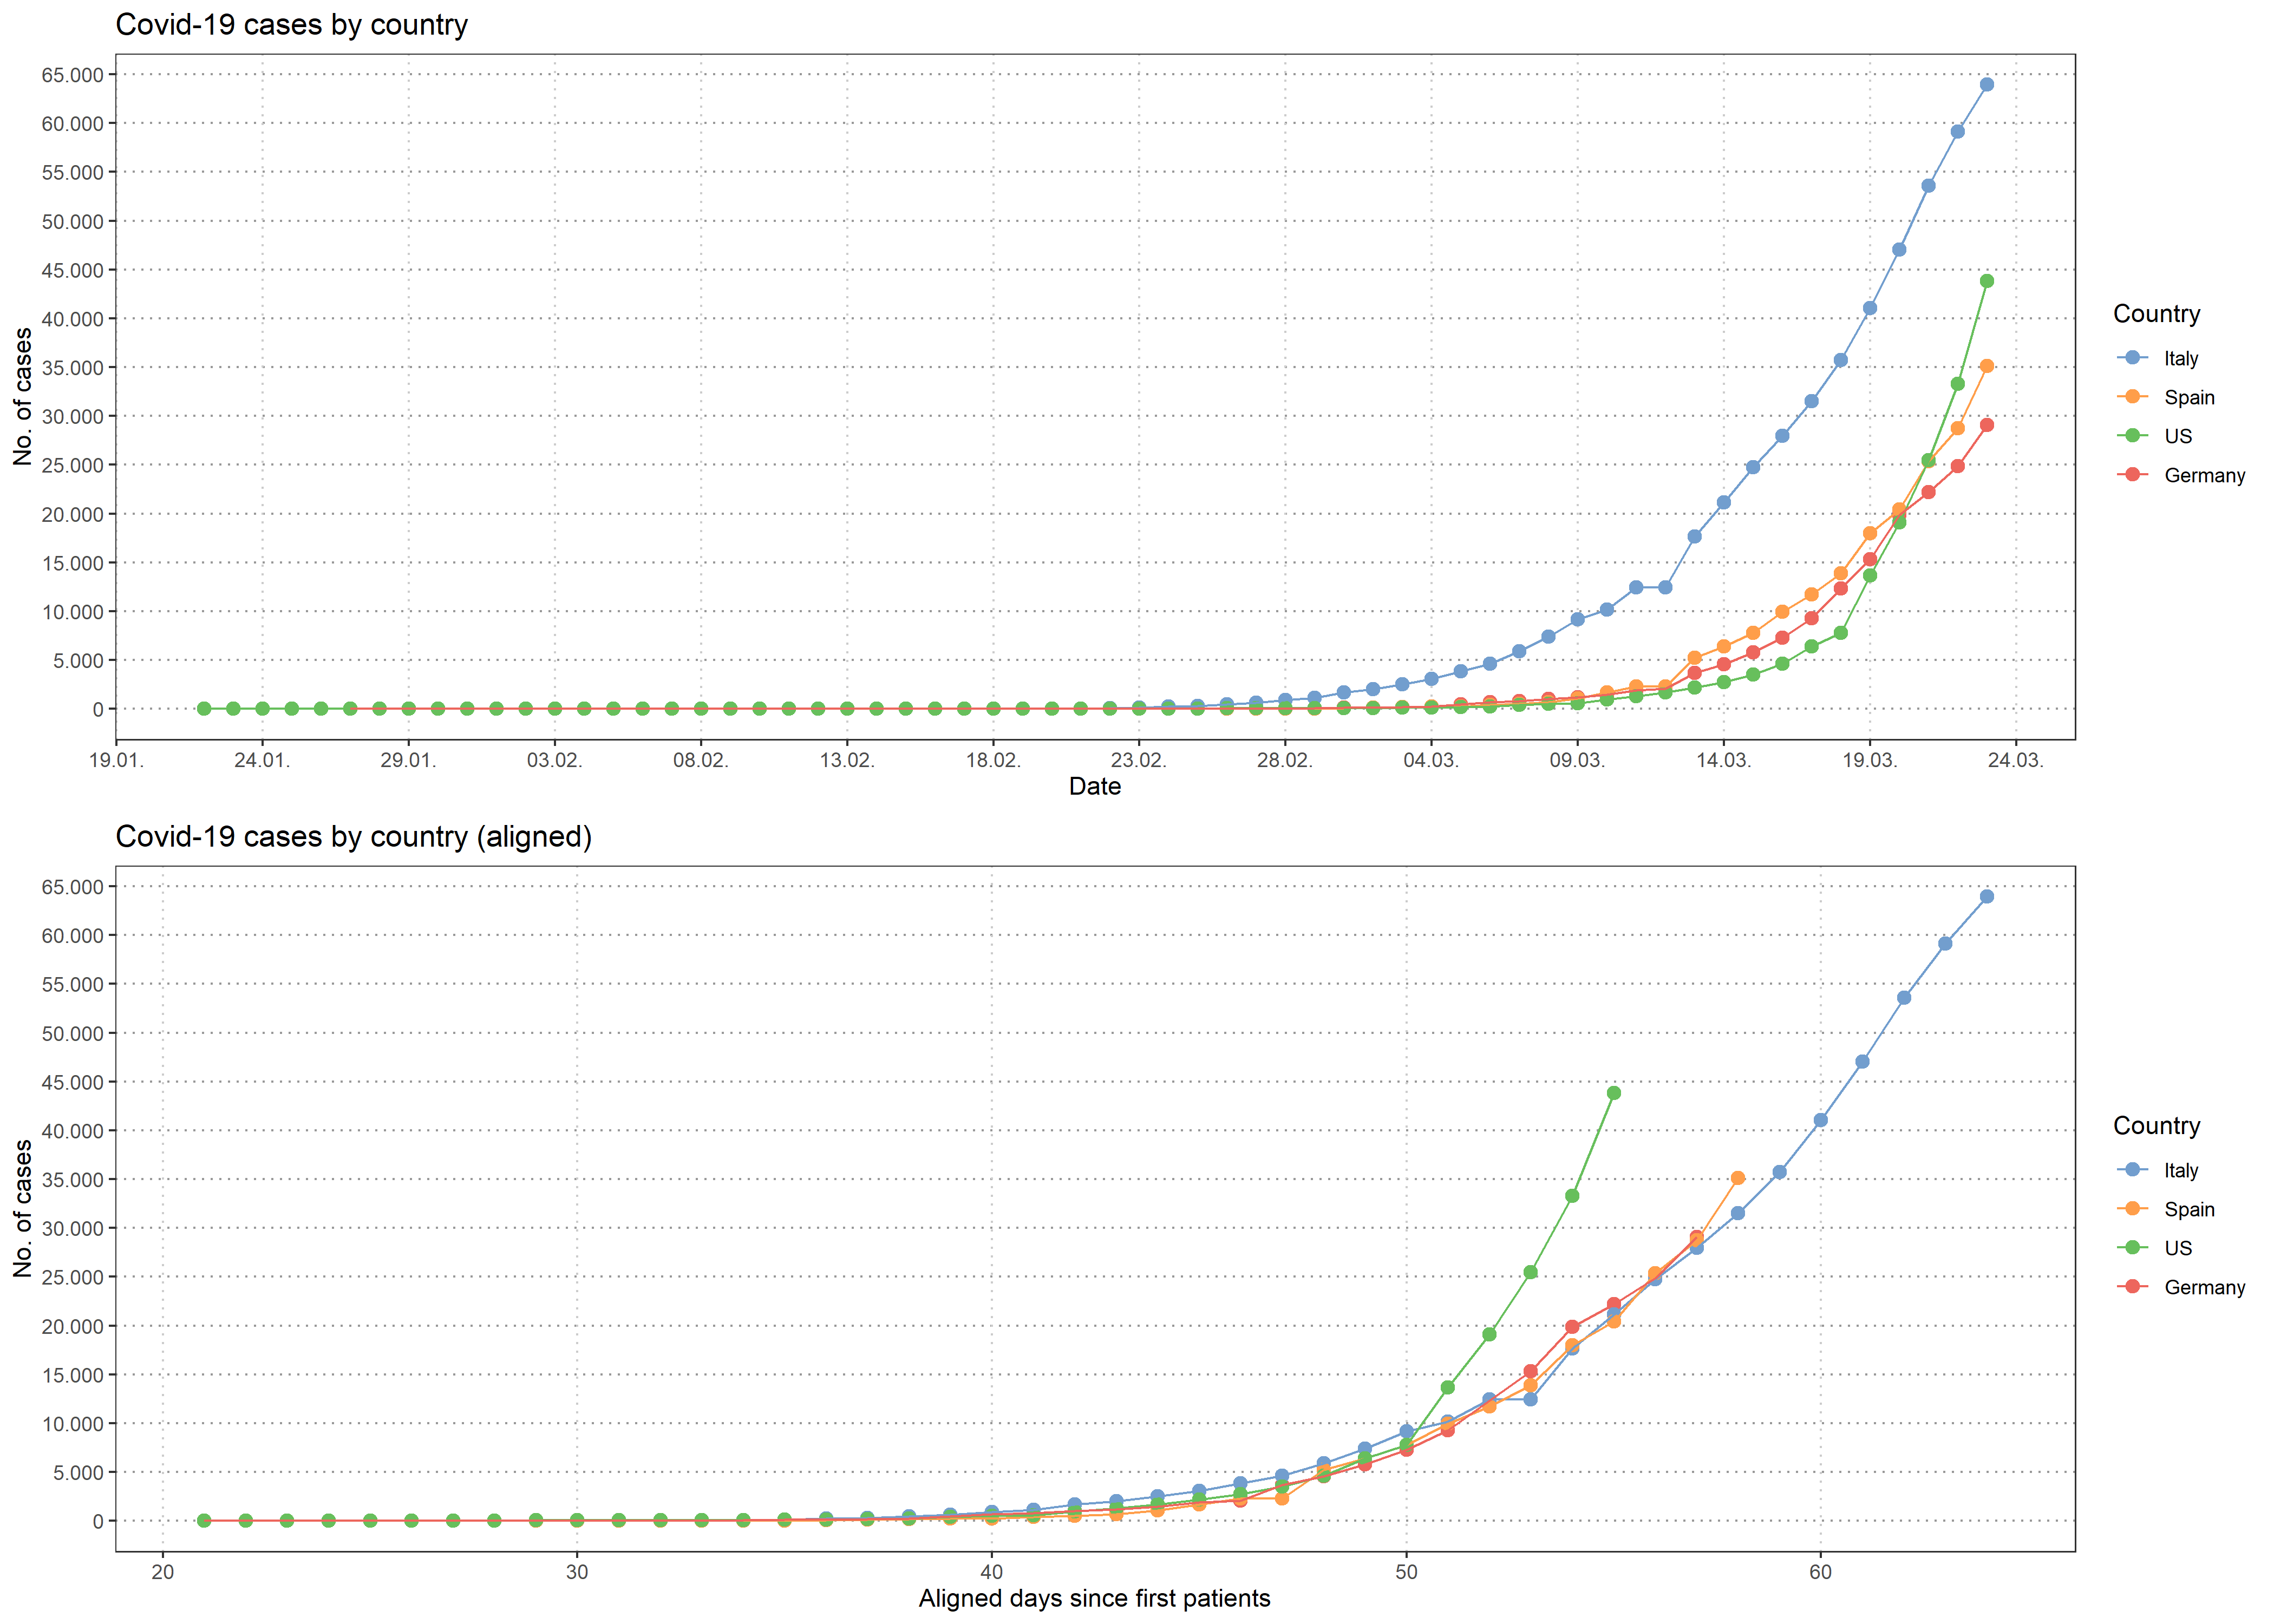 Covid-19 cases by country
65.000
60.000
55.000
50.000
45.000
40.000
35.000
30.000
25.000
20.000
15.000
10.000
5.000
0
No. of cases
19.01. 24.01. 29.01. 03.02. 08.02. 13.02. 18.02. 23.02. 28.02. 04.03. 09.03. 14.03. 19.03. 24.03.
Date
Country
Italy
Spain
US
Germany
Covid-19 cases by country (aligned)
65.000
60.000
55.000
50.000
45.000
40.000
35.000
30.000
25.000
20.000
15.000
10.000
5.000
0
No. of cases
20 30 40 50 60
Aligned days since first patients
Country
Italy
Spain
US
Germany